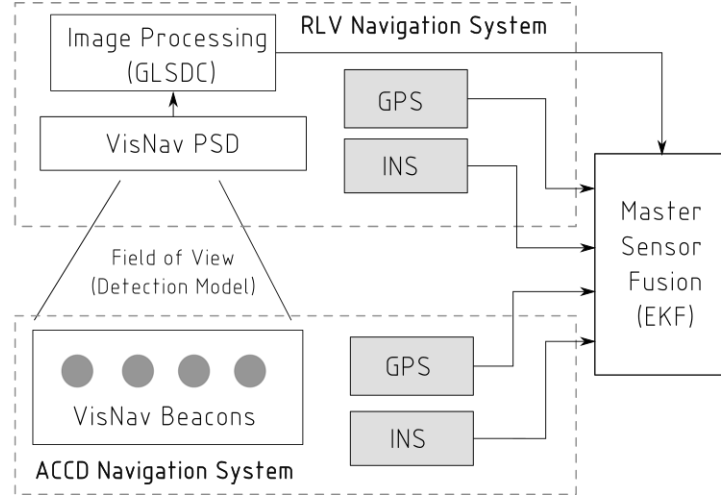 RLV Navigation System
Image Processing
(GLSDC)
VisNav PSD
GPS
INS
Master
Sensor
Fusion
(EKF)
Field of View
(Detection Model)
VisNav Beacons
GPS
INS
ACCD Navigation System